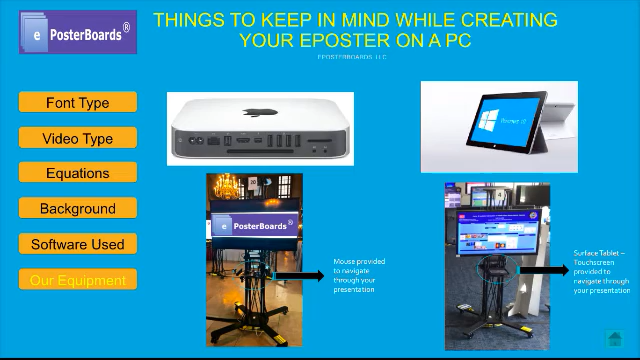 e PosterBoards®
THINGS TO KEEP IN MIND WHILE CREATING
YOUR EPOSTER ON A PC
EPOSTERBOARDS LLC
Font Type
Video Type
Equations
Background
Software Used
Our Equipment
e PosterBoards®
Mouse provided
to navigate
through your
presentation
Surface Tablet –
Touchscreen
provided to
navigate through
your presentation